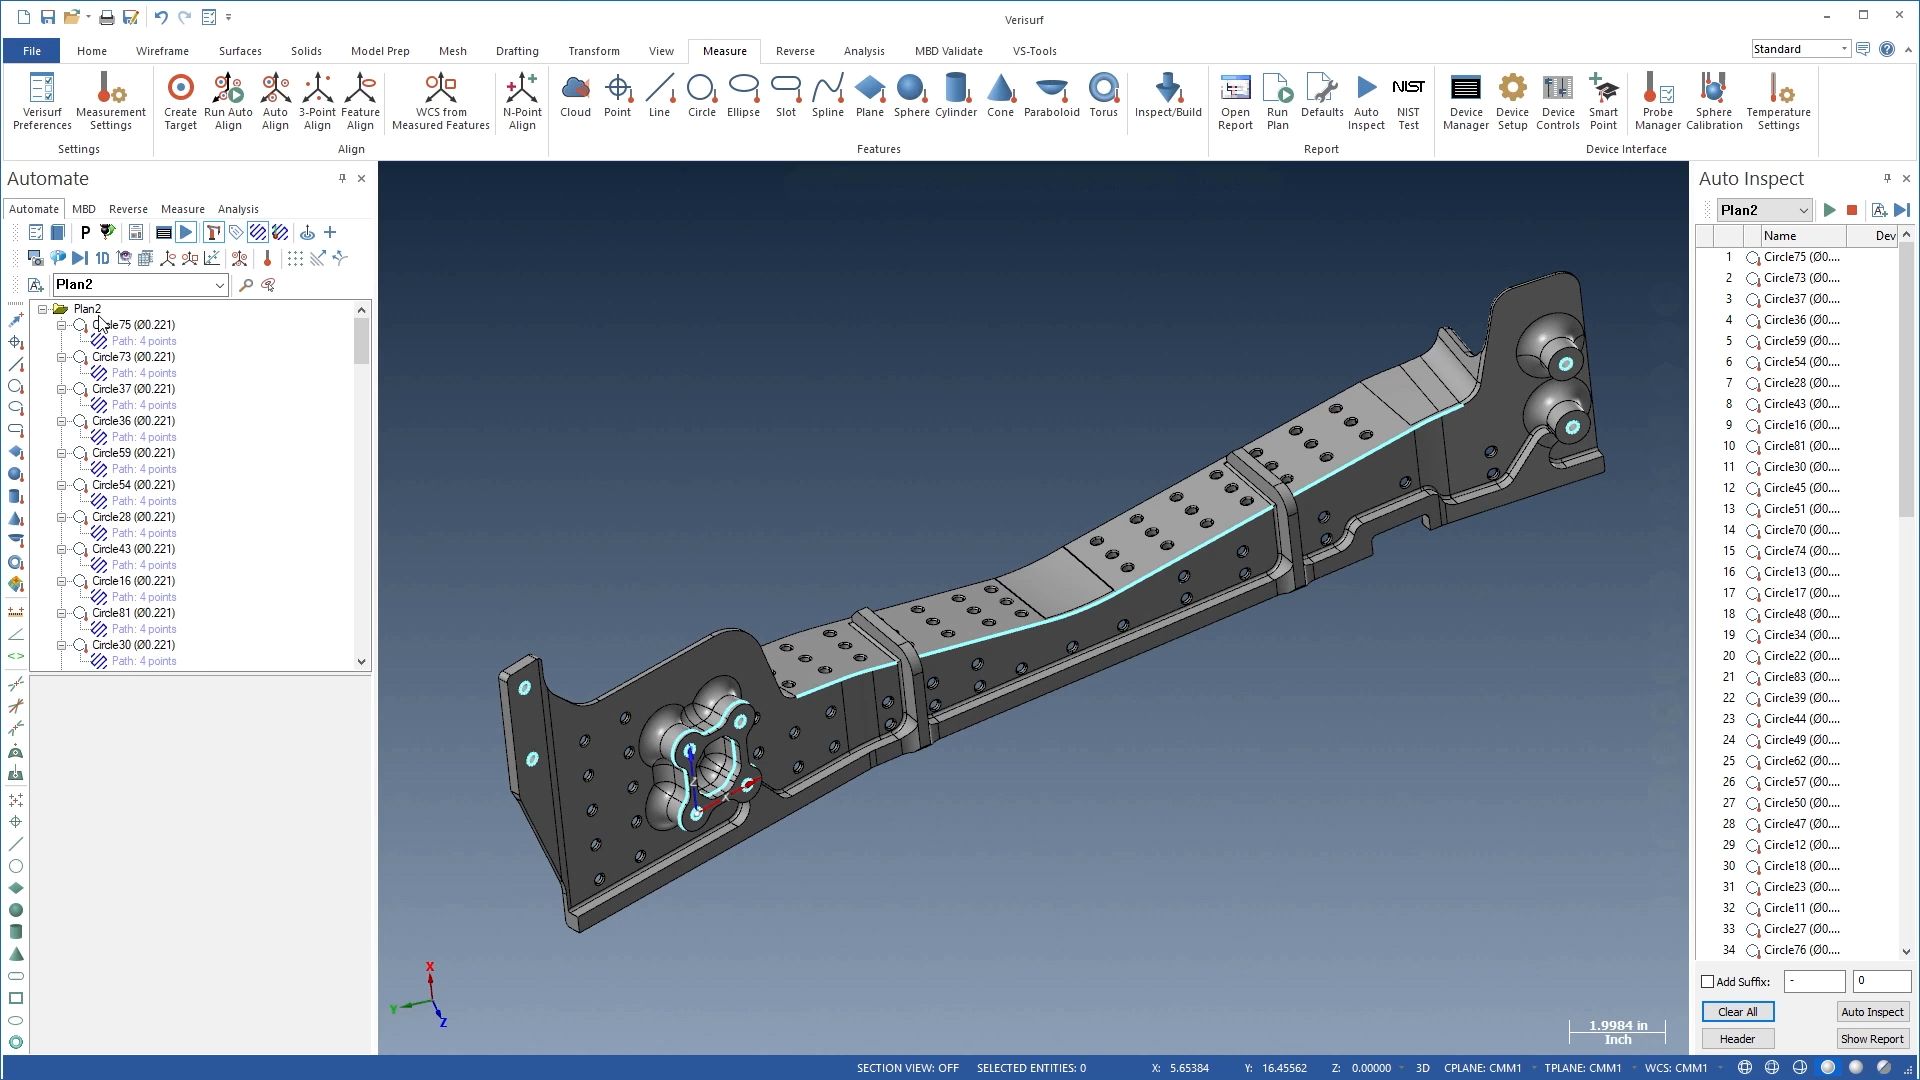 Verisurf
File Home Wireframe Surfaces Solids Model Prep Mesh Drafting Transform View Measure Reverse Analysis MBD Validate VS-Tools Standard
Verisurf Preferences
Measurement Settings
Settings
Create Target
Run Auto Align
Auto Align
3-Point Align
Feature Align
WCS from Measured Features
N-Point Align
Align
Cloud
Point
Line
Circle
Ellipse
Slot
Spline
Plane
Sphere
Cylinder
Cone
Paraboloid
Torus
Inspect/Build
Features
Open Report
Run Plan
Defaults
Auto Inspect
NIST
NIST Test
Report
Device Manager
Device Setup
Device Controls
Smart Point
Probe Manager
Sphere Calibration
Temperature Settings
Device Interface
Automate
Automate MBD Reverse Measure Analysis
P
1D
Plan2
Plan2
Circle75 (Ø0.221)
Path: 4 points
Circle73 (Ø0.221)
Path: 4 points
Circle37 (Ø0.221)
Path: 4 points
Circle36 (Ø0.221)
Path: 4 points
Circle59 (Ø0.221)
Path: 4 points
Circle54 (Ø0.221)
Path: 4 points
Circle28 (Ø0.221)
Path: 4 points
Circle43 (Ø0.221)
Path: 4 points
Circle16 (Ø0.221)
Path: 4 points
Circle81 (Ø0.221)
Path: 4 points
Circle30 (Ø0.221)
Path: 4 points
Z
X
X
Y
Z
1.9984 in
Inch
Auto Inspect
Plan2
Name Dev
1 Circle75 (Ø0....
2 Circle73 (Ø0....
3 Circle37 (Ø0....
4 Circle36 (Ø0....
5 Circle59 (Ø0....
6 Circle54 (Ø0....
7 Circle28 (Ø0....
8 Circle43 (Ø0....
9 Circle16 (Ø0....
10 Circle81 (Ø0....
11 Circle30 (Ø0....
12 Circle45 (Ø0....
13 Circle51 (Ø0....
14 Circle70 (Ø0....
15 Circle74 (Ø0....
16 Circle13 (Ø0....
17 Circle17 (Ø0....
18 Circle48 (Ø0....
19 Circle34 (Ø0....
20 Circle22 (Ø0....
21 Circle83 (Ø0....
22 Circle39 (Ø0....
23 Circle44 (Ø0....
24 Circle49 (Ø0....
25 Circle62 (Ø0....
26 Circle57 (Ø0....
27 Circle50 (Ø0....
28 Circle47 (Ø0....
29 Circle12 (Ø0....
30 Circle18 (Ø0....
31 Circle23 (Ø0....
32 Circle11 (Ø0....
33 Circle27 (Ø0....
34 Circle76 (Ø0....
Add Suffix: - 0
Clear All Auto Inspect
Header Show Report
SECTION VIEW: OFF SELECTED ENTITIES: 0 X: 5.65384 Y: 16.45562 Z: 0.00000 3D CPLANE: CMM1 TPLANE: CMM1 WCS: CMM1